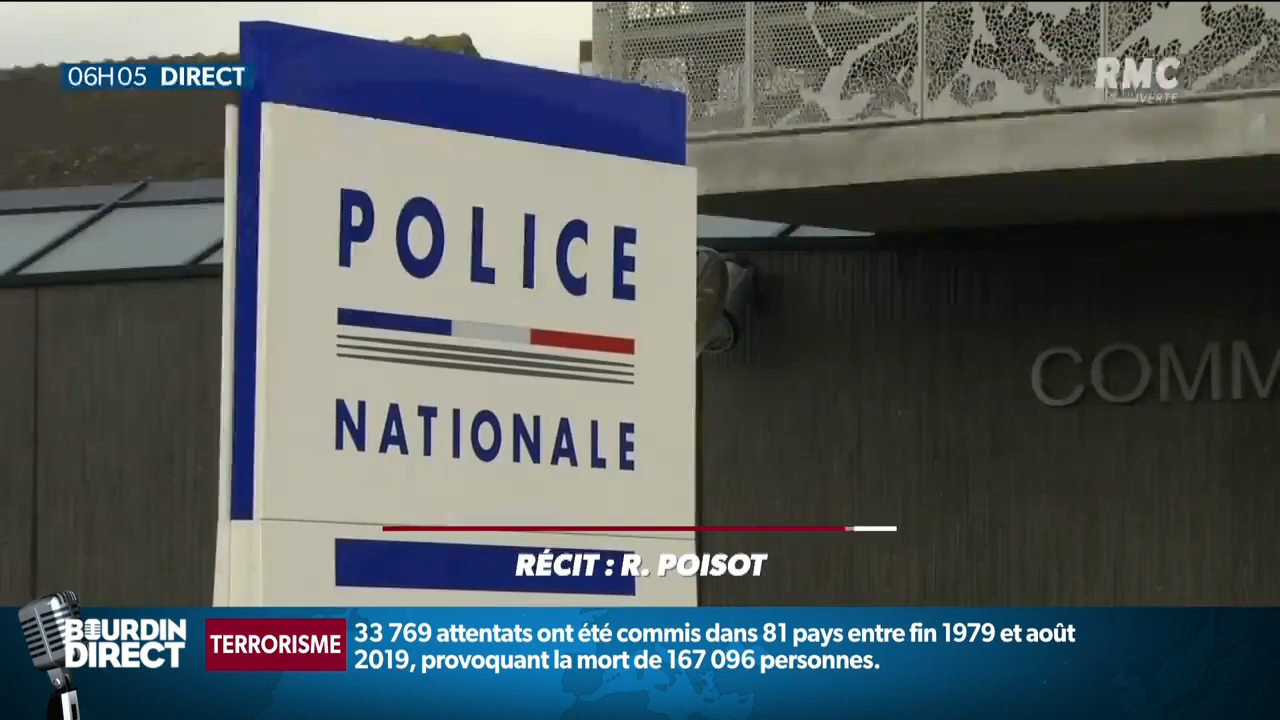 06H05 DIRECT
RMC
POLICE
NATIONALE
COMM
RÉCIT : R. POISOT
BOURDIN
DIRECT
TERRORISME
33 769 attentats ont été commis dans 81 pays entre fin 1979 et août
2019, provoquant la mort de 167 096 personnes.